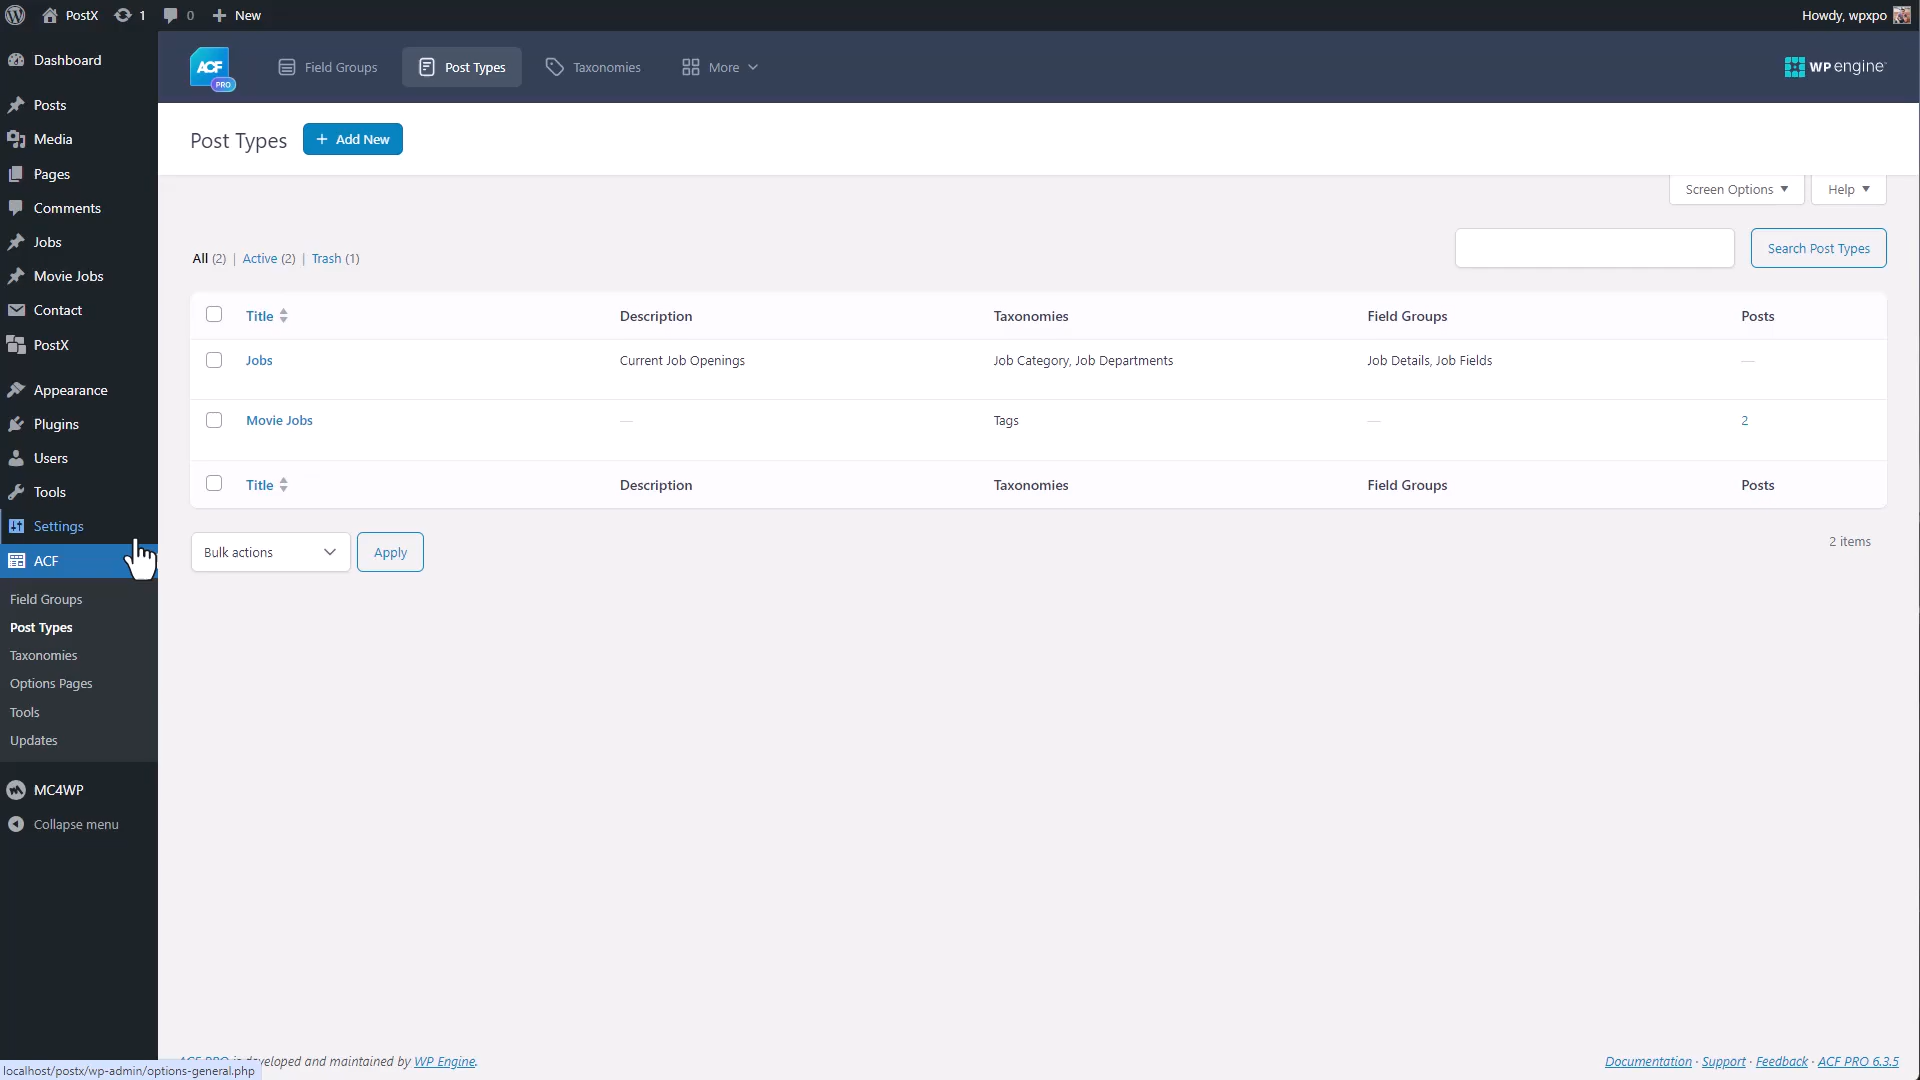 PostX 1 0 New Howdy, wpxpo
Dashboard
Posts
Media
Pages
Comments
Jobs
Movie Jobs
Contact
PostX
Appearance
Plugins
Users
Tools
Settings
ACF
Field Groups
Post Types
Taxonomies
Options Pages
Tools
Updates
MC4WP
Collapse menu
ACF PRO Field Groups Post Types Taxonomies More WP engine
Post Types + Add New
Screen Options Help
All (2) | Active (2) | Trash (1) Search Post Types
Title Description Taxonomies Field Groups Posts
Jobs Current Job Openings Job Category, Job Departments Job Details, Job Fields —
Movie Jobs — Tags — 2
Title Description Taxonomies Field Groups Posts
Bulk actions Apply 2 items
ACF PRO is developed and maintained by WP Engine. Documentation · Support · Feedback · ACF PRO 6.3.5
localhost/postx/wp-admin/options-general.php